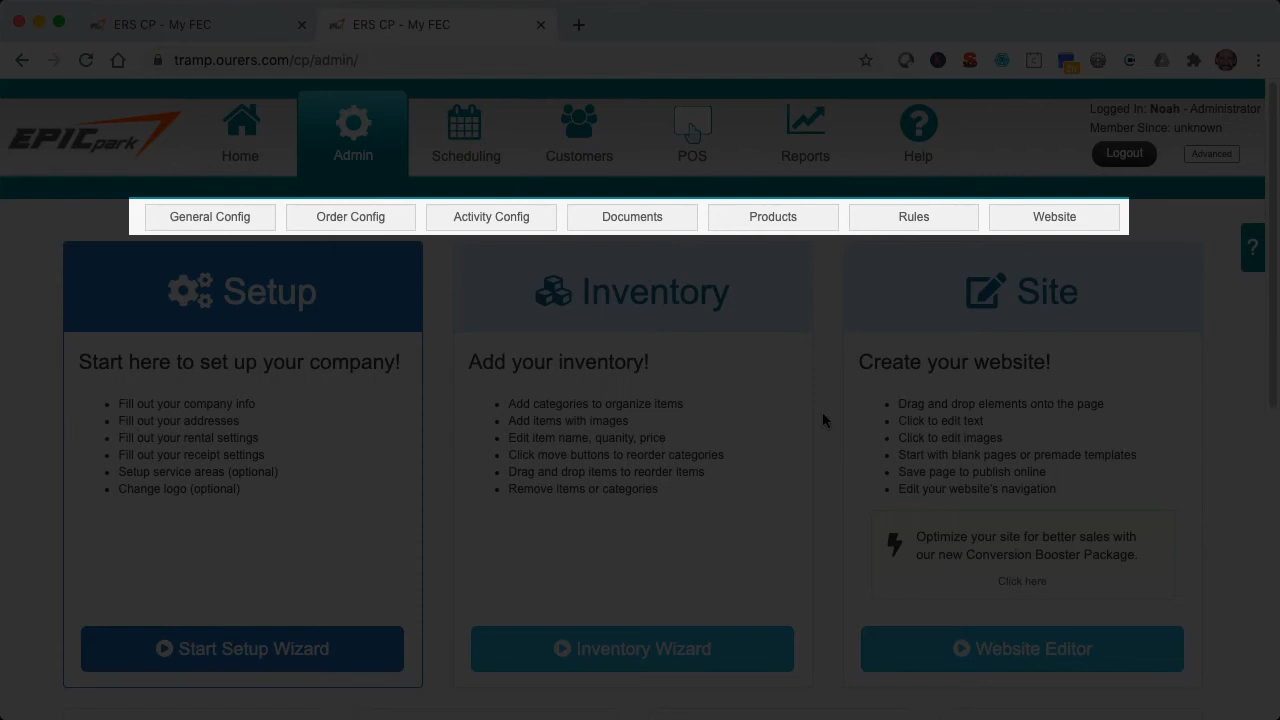 ERS CP - My FEC
ERS CP - My FEC
tramp.ourers.com/cp/admin/
EPIC park
Home
Admin
Scheduling
Customers
POS
Reports
Help
Logged In: Noah - Administrator
Member Since: unknown
Logout
Advanced
General Config
Order Config
Activity Config
Documents
Products
Rules
Website
?
Setup
Start here to set up your company!
Fill out your company info
Fill out your addresses
Fill out your rental settings
Fill out your receipt settings
Setup service areas (optional)
Change logo (optional)
Start Setup Wizard
Inventory
Add your inventory!
Add categories to organize items
Add items with images
Edit item name, quanity, price
Click move buttons to reorder categories
Drag and drop items to reorder items
Remove items or categories
Inventory Wizard
Site
Create your website!
Drag and drop elements onto the page
Click to edit text
Click to edit images
Start with blank pages or premade templates
Save page to publish online
Edit your website's navigation
Optimize your site for better sales with
our new Conversion Booster Package.
Click here
Website Editor